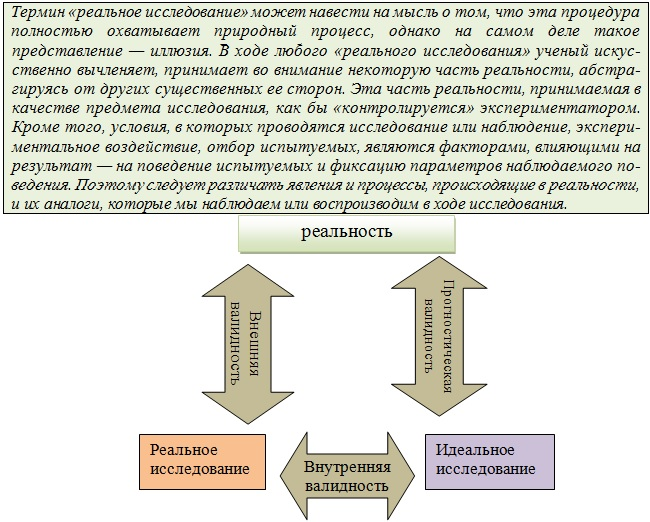 Термин «реальное исследование» может навести на мысль о том, что эта процедура
полностью охватывает природный процесс, однако на самом деле такое
представление — иллюзия. В ходе любого «реального исследования» ученый искус-
ственно вычленяет, принимает во внимание некоторую часть реальности, абстра-
гируясь от других существенных ее сторон. Эта часть реальности, принимаемая в
качестве предмета исследования, как бы «контролируется» экспериментатором.
Кроме того, условия, в которых проводятся исследование или наблюдение, экспери-
ментальное воздействие, отбор испытуемых, являются факторами, влияющими на
результат — на поведение испытуемых и фиксацию параметров наблюдаемого по-
ведения. Поэтому следует различать явления и процессы, происходящие в реальности,
и их аналоги, которые мы наблюдаем или воспроизводим в ходе исследования.
реальность
Внешняя
валидность
Прогностическая
валидность
Реальное
исследование
Внутренняя
валидность
Идеальное
исследование